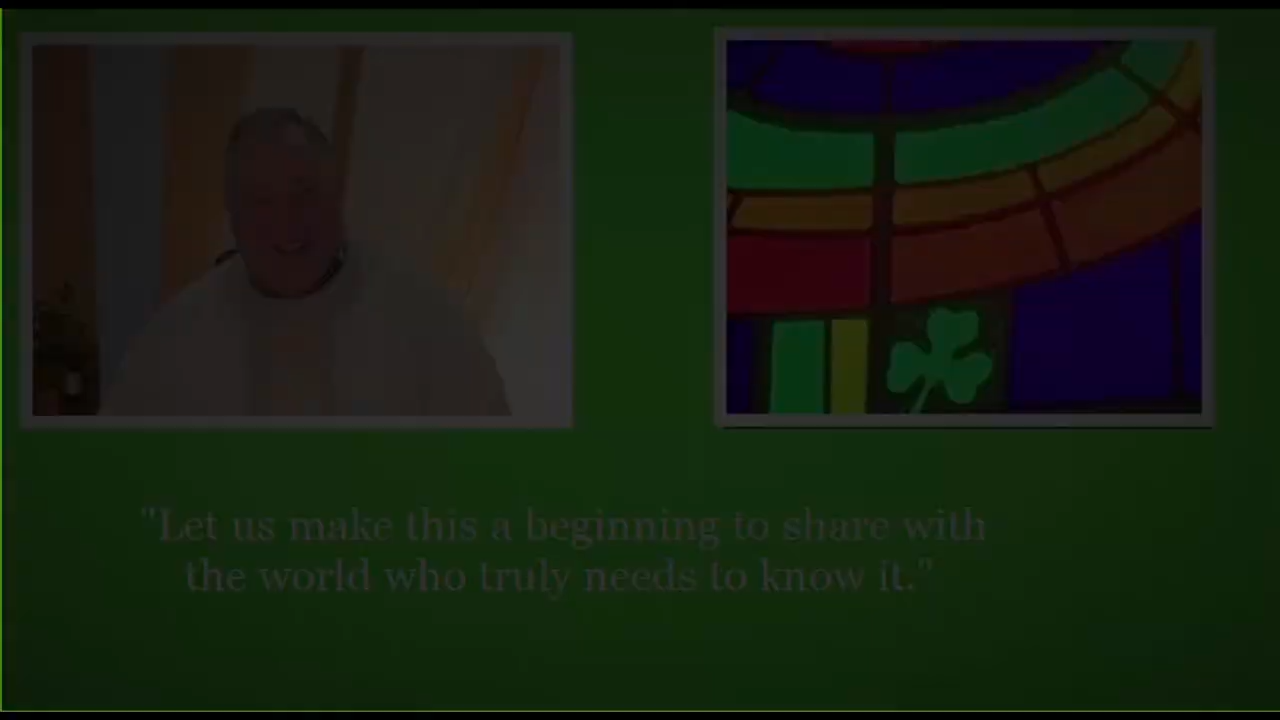 "Let us make this a beginning to share with
the world who truly needs to know it."